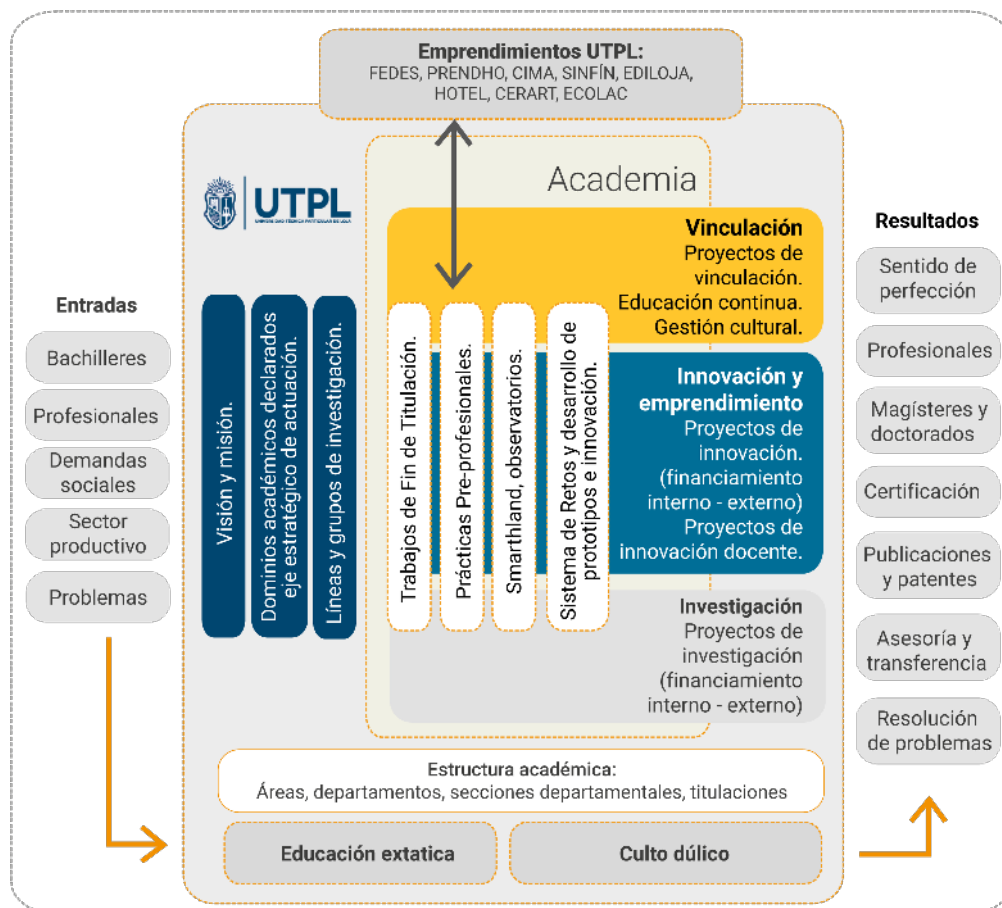 Emprendimientos UTPL:
FEDES, PRENDHO, CIMA, SINFÍN, EDILOJA,
HOTEL, CERART, ECOLAC
Academia
UTPL
UNIVERSIDAD TÉCNICA PARTICULAR DE LOJA
Entradas
Bachilleres
Profesionales
Demandas
sociales
Sector
productivo
Problemas
Visión y misión.
Dominios académicos declarados
eje estratégico de actuación.
Líneas y grupos de investigación.
Trabajos de Fin de Titulación.
Prácticas Pre-profesionales.
Smarthland, observatorios.
Sistema de Retos y desarrollo de
prototipos e innovación.
Vinculación
Proyectos de
vinculación.
Educación continua.
Gestión cultural.
Innovación y
emprendimiento
Proyectos de
innovación.
(financiamiento
interno - externo)
Proyectos de
innovación docente.
Investigación
Proyectos de
investigación
(financiamiento
interno - externo)
Estructura académica:
Áreas, departamentos, secciones departamentales, titulaciones
Educación extatica
Culto dúlico
Resultados
Sentido de
perfección
Profesionales
Magísteres y
doctorados
Certificación
Publicaciones
y patentes
Asesoría y
transferencia
Resolución
de problemas